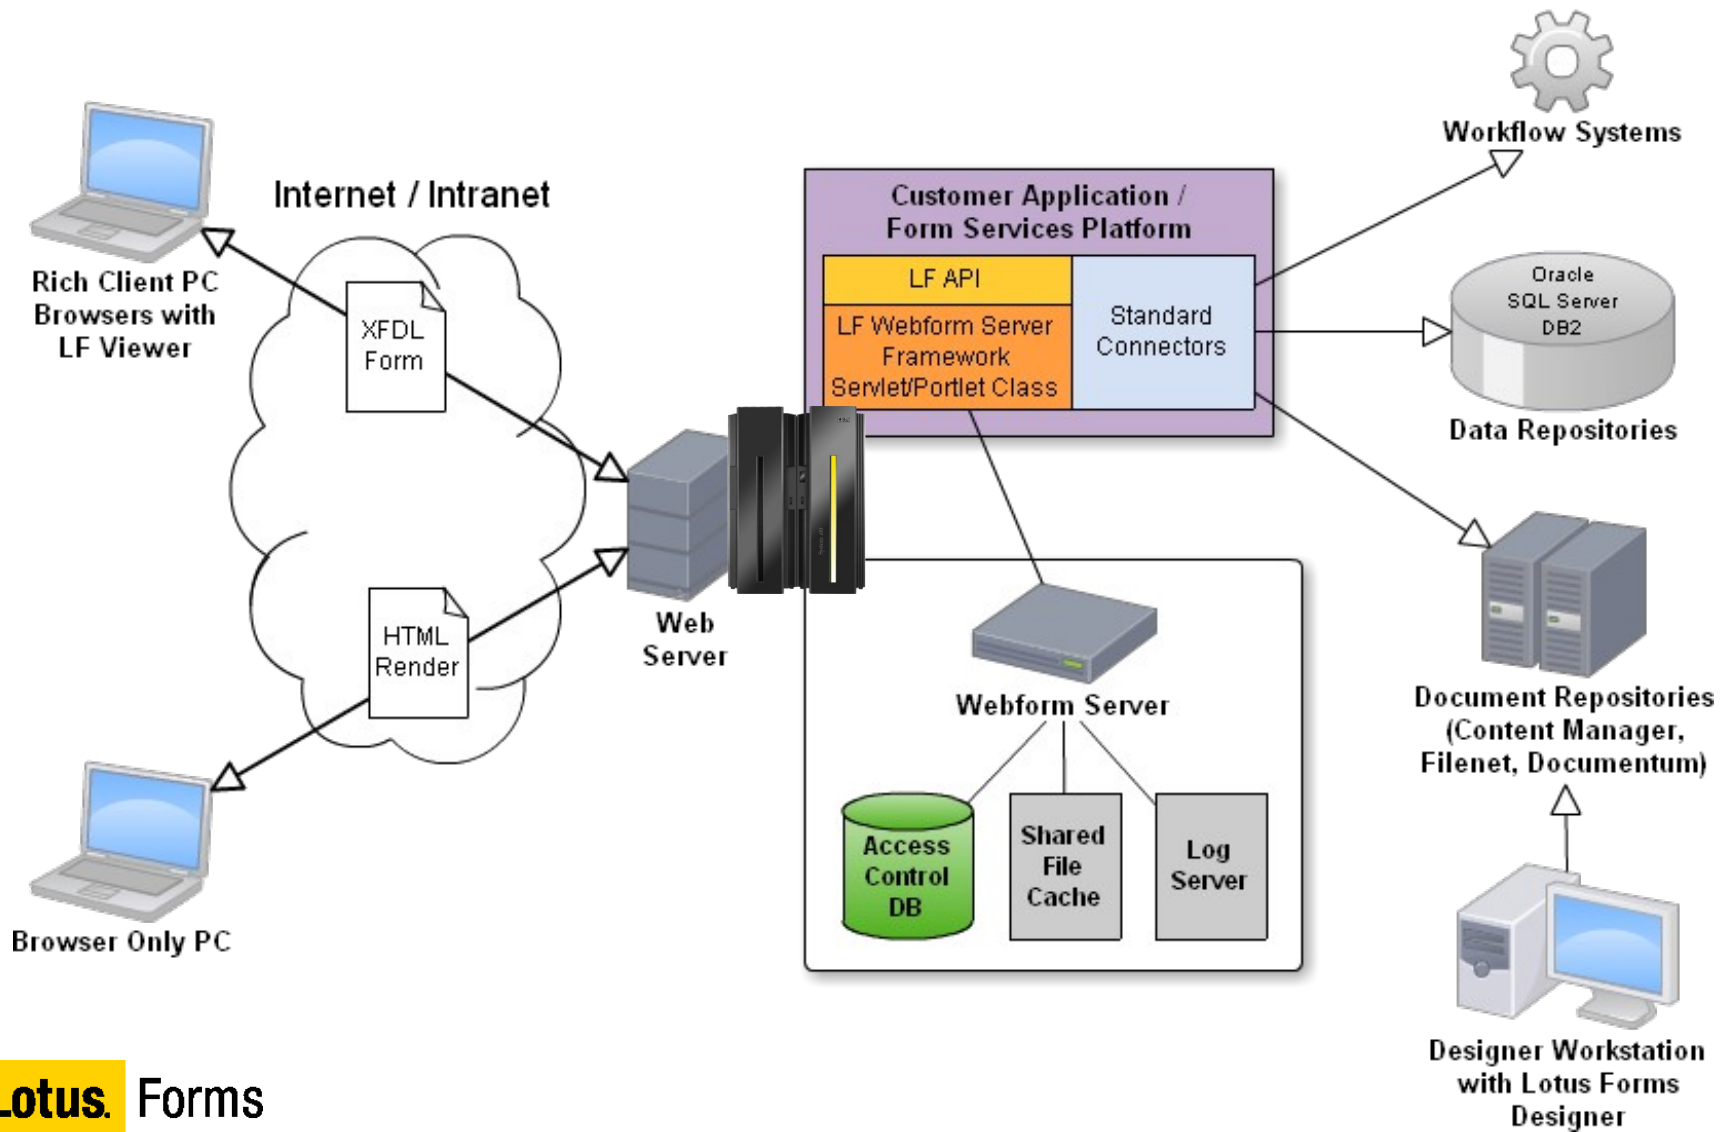 Workflow Systems
Internet / Intranet
Customer Application /
Form Services Platform
LF API
LF Webform Server
Framework
Servlet/Portlet Class
Standard
Connectors
Oracle
SQL Server
DB2
Data Repositories
Rich Client PC
Browsers with
LF Viewer
XFDL
Form
HTML
Render
Web
Server
Webform Server
Access
Control
DB
Shared
File
Cache
Log
Server
Document Repositories
(Content Manager,
Filenet, Documentum)
Browser Only PC
Designer Workstation
with Lotus Forms
Designer
Lotus. Forms